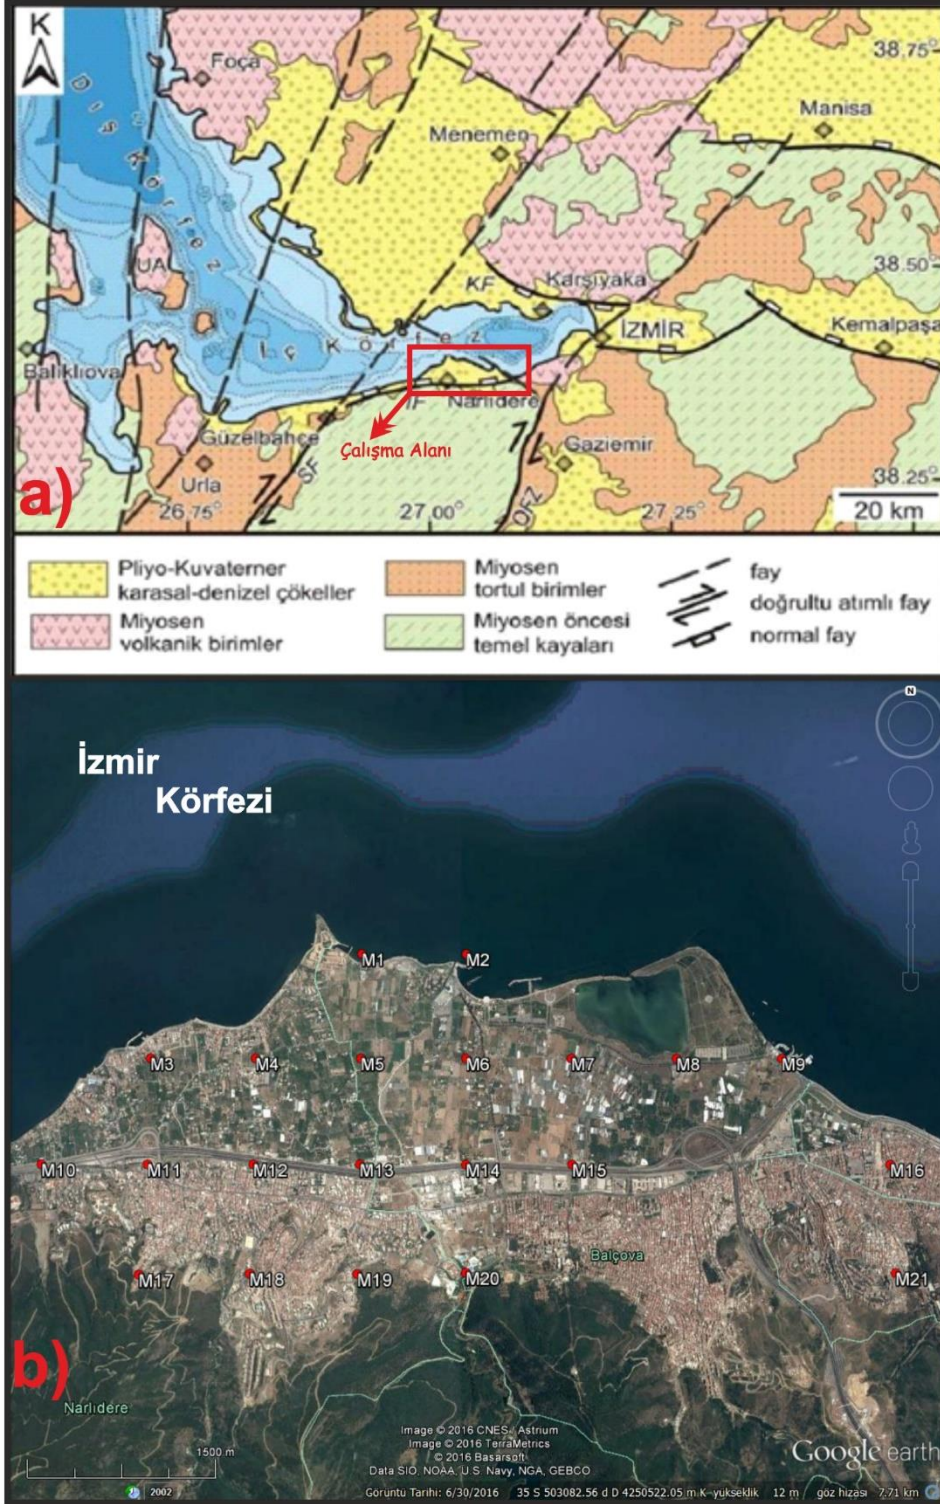 K
Foça
38.75°
Manisa
Menemen
Dış Körfez
UA
38.50°
Karşıyaka
KF
İZMİR
Kemalpaşa
İç Körfez
Balıklıova
Narlıdere
IF
Güzelbahçe
Çalışma Alanı
Gaziemir
SF
Urla
38.25°
a)
26.75°
27.00°
OFZ
27.25°
20 km
Pliyo-Kuvaterner
karasal-denizel çökeller
Miyosen
volkanik birimler
Miyosen
tortul birimler
Miyosen öncesi
temel kayaları
fay
doğrultu atımlı fay
normal fay
N
İzmir
Körfezi
M1
M2
M3
M4
M5
M6
M7
M8
M9
M10
M11
M12
M13
M14
M15
M16
Balçova
M17
M18
M19
M20
M21
b)
Narlıdere
1500 m
Image © 2016 CNES / Astrium
Image © 2016 TerraMetrics
© 2016 Basarsoft
Data SIO, NOAA, U.S. Navy, NGA, GEBCO
Google earth
2002
Görüntü Tarihi: 6/30/2016 35 S 503082.56 d D 4250522.05 m K yükseklik 12 m göz hizası 7.71 km